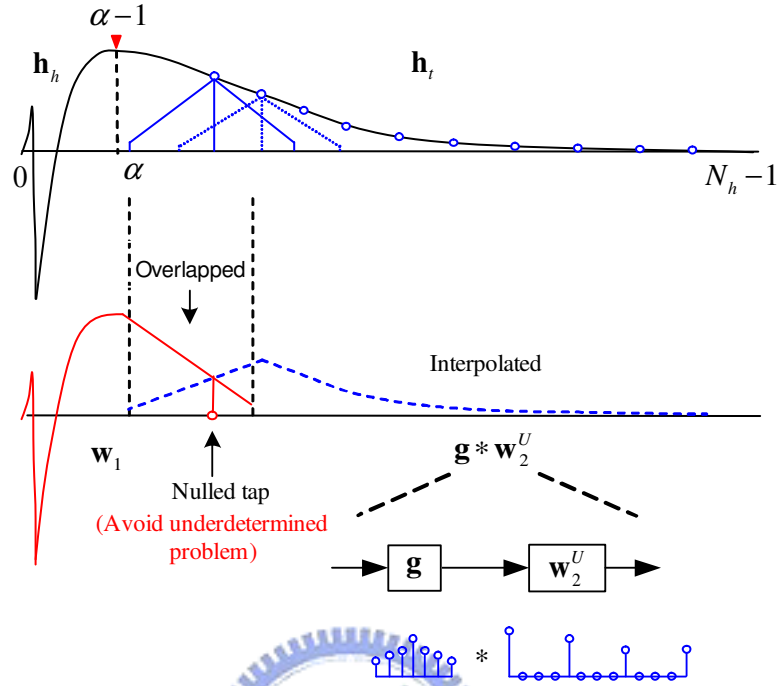 α−1
h_h
h_t
0
α
N_h −1
Overlapped
Interpolated
w_1
g * w_2^U
Nulled tap
(Avoid underdetermined
problem)
g
w_2^U
*